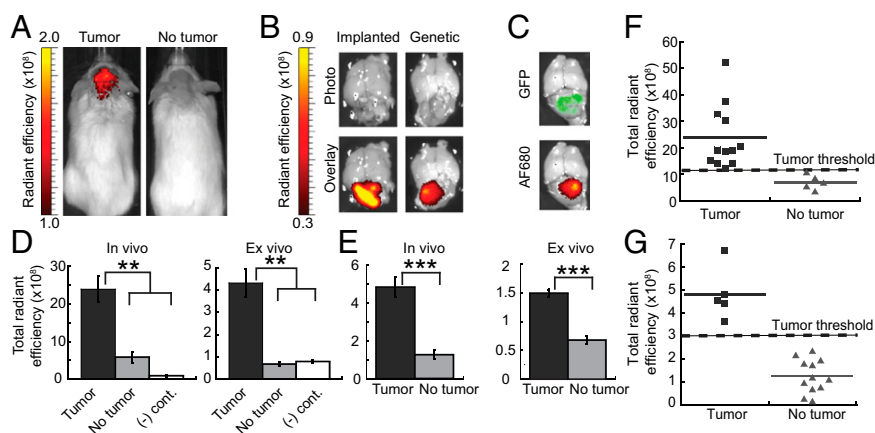 A
Tumor No tumor
Radiant efficiency (x10⁸)
2.0
1.0
B
Implanted Genetic
Radiant efficiency (x10⁸)
0.9
0.3
Photo
Overlay
C
GFP
AF680
D
In vivo
Total radiant
efficiency (x10⁸)
30
20
10
0
**
Tumor
No tumor
(-) cont.
Ex vivo
5
4
3
2
1
0
**
Tumor
No tumor
(-) cont.
E
In vivo
6
4
2
0
***
Tumor No tumor
Ex vivo
2
1.5
1
0.5
0
***
Tumor No tumor
F
Total radiant
efficiency (x10⁸)
60
50
40
30
20
10
0
Tumor threshold
Tumor No tumor
G
Total radiant
efficiency (x10⁸)
7
6
5
4
3
2
1
0
Tumor threshold
Tumor No tumor